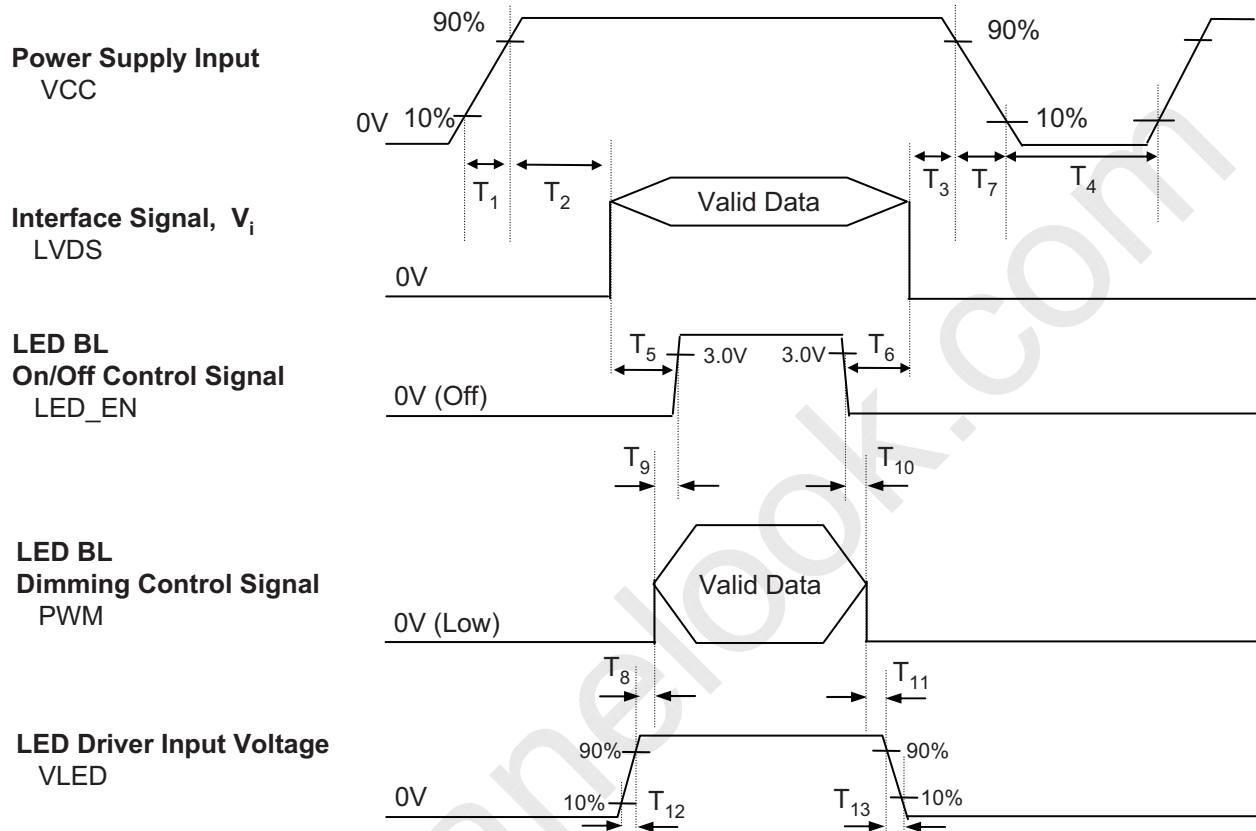 90%
90%
Power Supply Input
VCC
0V
10%
10%
T1
T2
T3
T7
T4
Interface Signal, Vi
LVDS
Valid Data
0V
LED BL
On/Off Control Signal
LED_EN
T5
3.0V
3.0V
T6
0V (Off)
T9
T10
LED BL
Dimming Control Signal
PWM
Valid Data
0V (Low)
T8
T11
LED Driver Input Voltage
VLED
90%
90%
0V
10%
T12
T13
10%
anelook.com